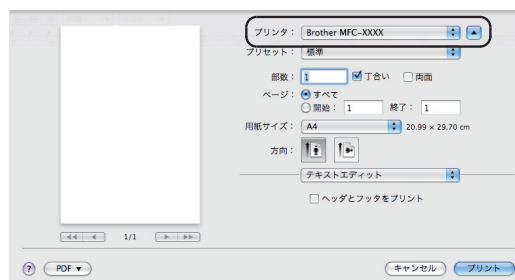 プリンタ： Brother MFC-XXXX
プリセット： 標準
部数： 1 丁合い 両面
ページ： すべて
開始： 1 終了： 1
用紙サイズ： A4 20.99 × 29.70 cm
方向：
テキストエディット
ヘッダとフッタをプリント
1/1
? PDF ▼ キャンセル プリント